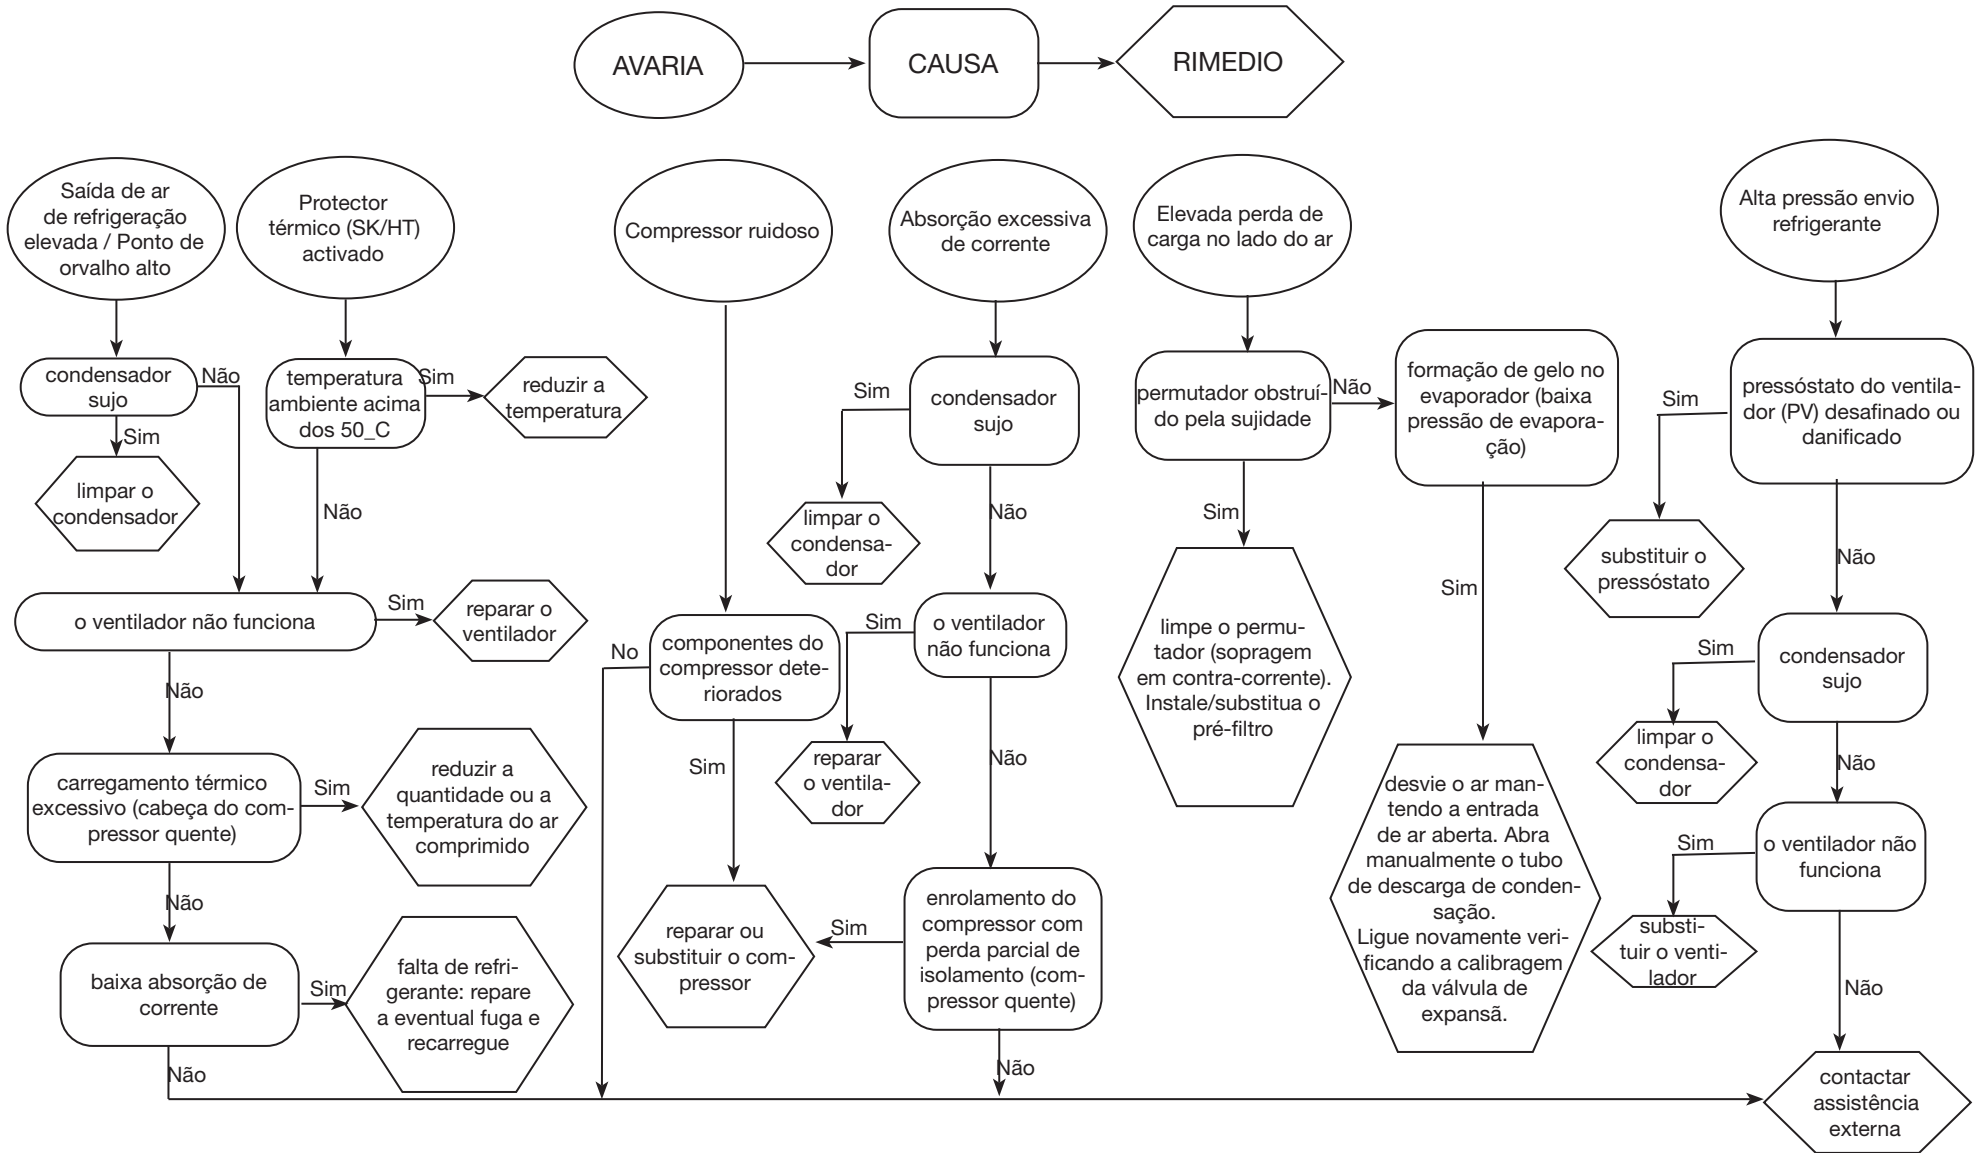 AVARIA
CAUSA
RIMEDIO
Saída de ar
de refrigeração
elevada / Ponto de
orvalho alto
Protector
térmico (SK/HT)
activado
Compressor ruidoso
Absorção excessiva
de corrente
Elevada perda de
carga no lado do ar
Alta pressão envio
refrigerante
condensador
sujo
Não
Sim
limpar o
condensador
temperatura
ambiente acima
dos 50_C
Sim
reduzir a
temperatura
Não
o ventilador não funciona
Sim
reparar o
ventilador
Não
carregamento térmico
excessivo (cabeça do com-
pressor quente)
Sim
reduzir a
quantidade ou a
temperatura do ar
comprimido
Não
baixa absorção de
corrente
Sim
falta de refri-
gerante: repare
a eventual fuga e
recarregue
Não
componentes do
compressor dete-
riorados
No
Sim
reparar ou
substituir o com-
pressor
condensador
sujo
Sim
limpar o
condensa-
dor
Não
o ventilador
não funciona
Sim
reparar
o ventila-
dor
Não
enrolamento do
compressor com
perda parcial de
isolamento (com-
pressor quente)
Sim
Não
permutador obstruí-
do pela sujidade
Não
Sim
limpe o permu-
tador (sopragem
em contra-corrente).
Instale/substitua o
pré-filtro
formação de gelo no
evaporador (baixa
pressão de evapora-
ção)
Sim
desvie o ar man-
tendo a entrada
de ar aberta. Abra
manualmente o tubo
de descarga de conden-
sação.
Ligue novamente veri-
ficando a calibragem
da válvula de
expansã.
pressóstato do ventila-
dor (PV) desafinado ou
danificado
Sim
substituir o
pressóstato
Não
condensador
sujo
Sim
limpar o
condensa-
dor
Não
o ventilador não
funciona
Sim
substi-
tuir o venti-
lador
Não
contactar
assistência
externa